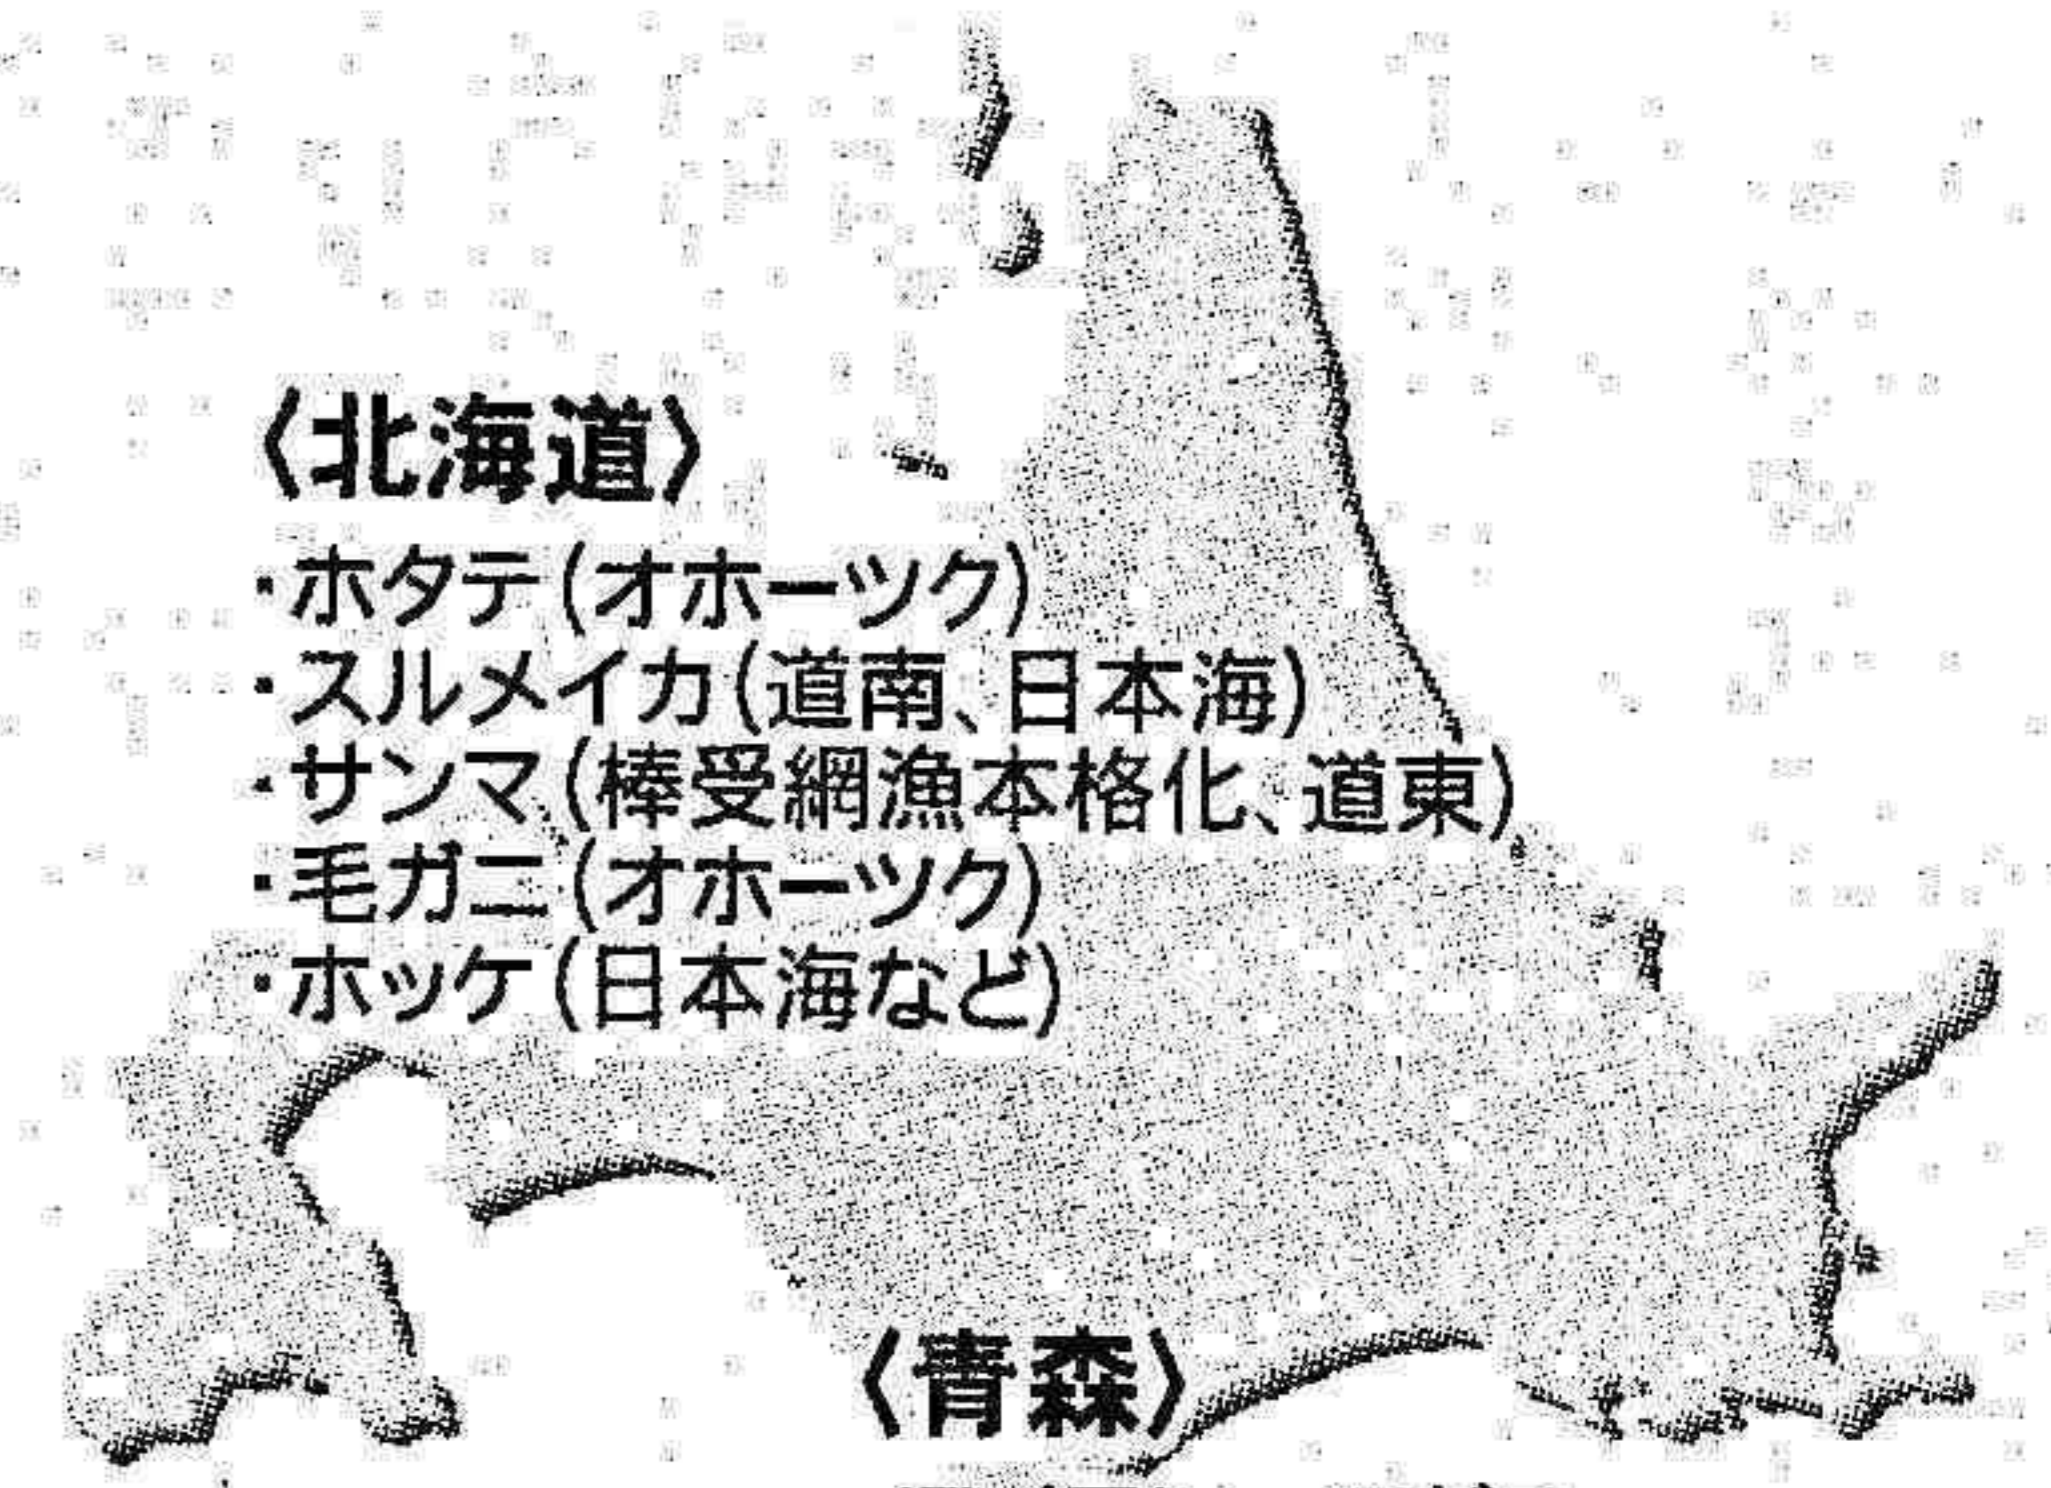 〈北海道〉
・ホタテ(オホーツク)
・スルメイカ(道南、日本海)
・サンマ(棒受網漁本格化、道東)
・毛ガニ(オホーツク)
・ホッケ(日本海など)
〈青森〉